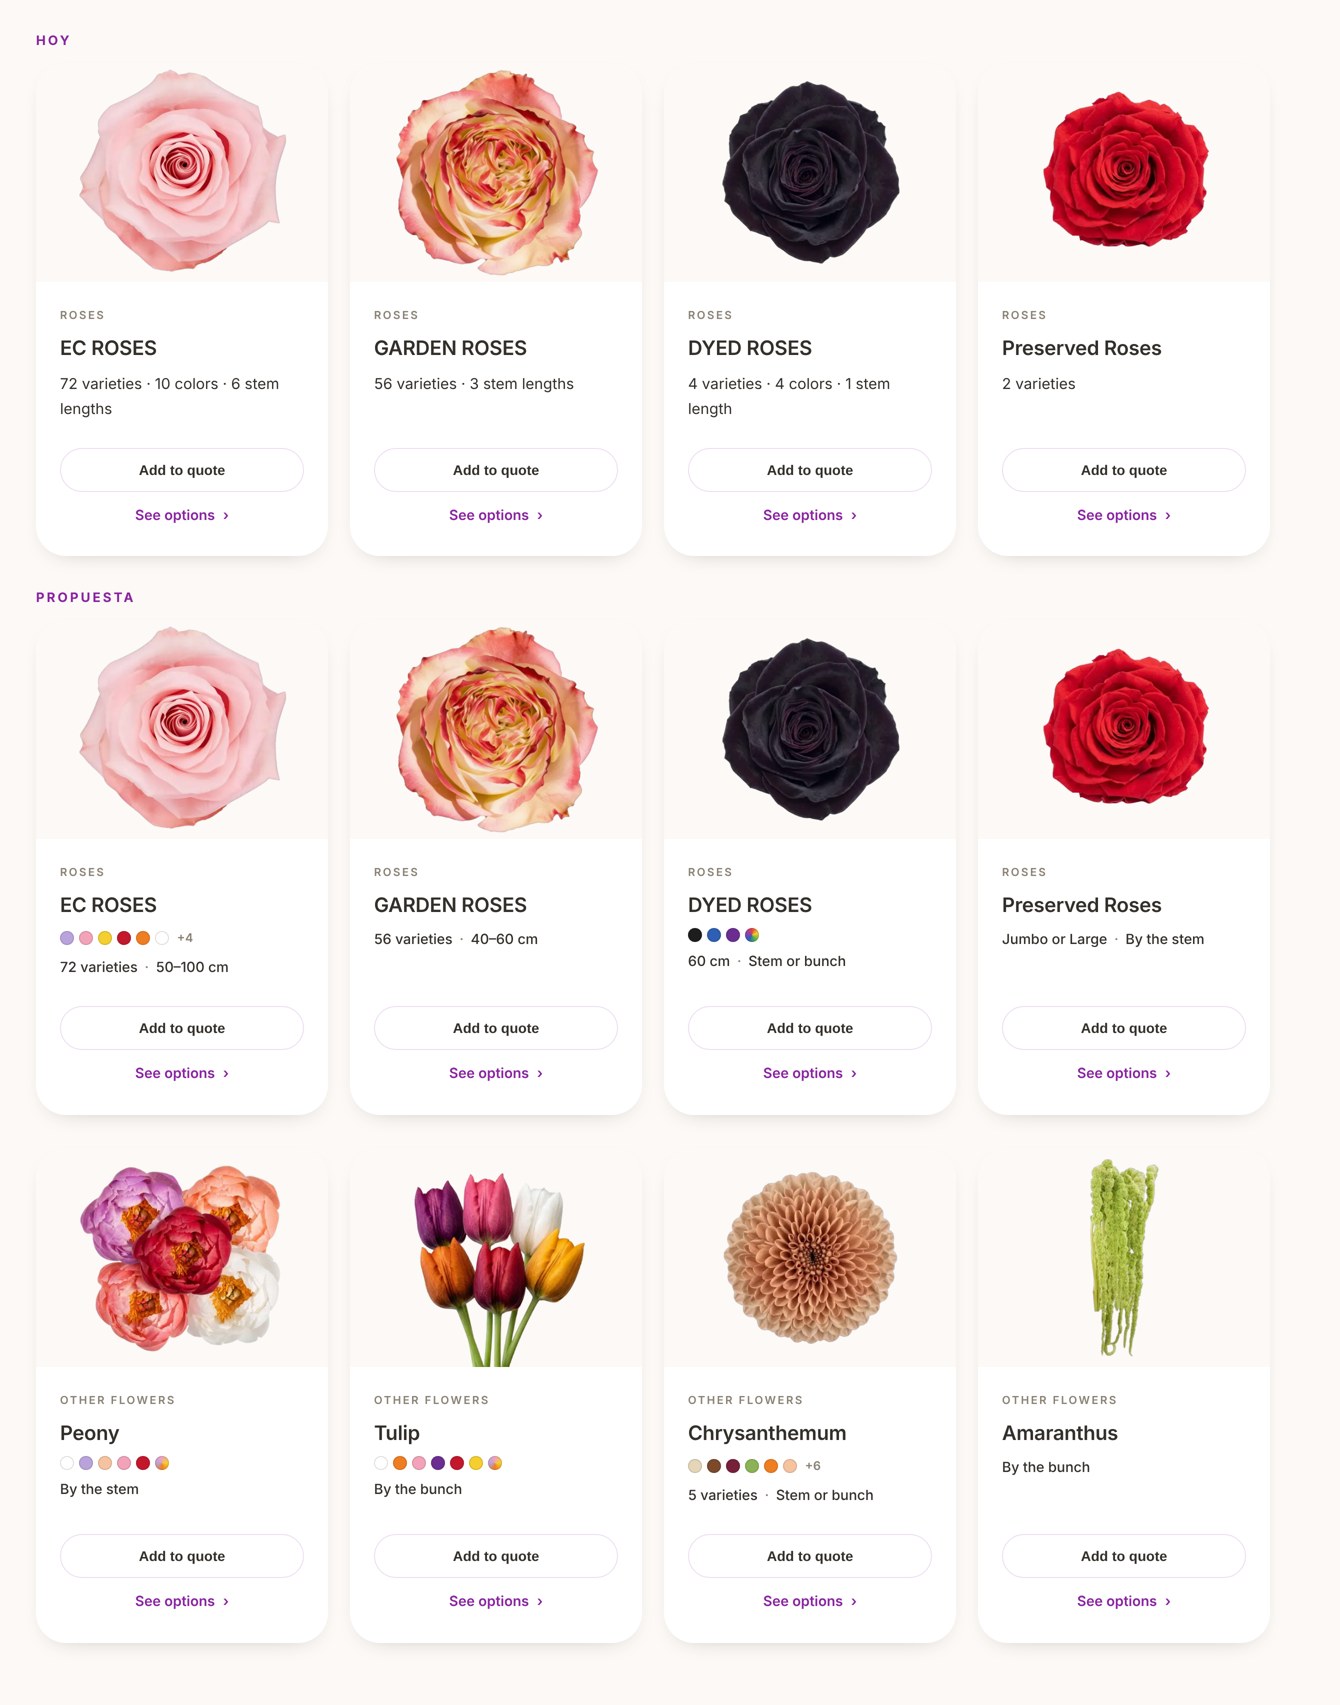 HOY
ROSES
EC ROSES
72 varieties · 10 colors · 6 stem
lengths
Add to quote
See options ›
ROSES
GARDEN ROSES
56 varieties · 3 stem lengths
Add to quote
See options ›
ROSES
DYED ROSES
4 varieties · 4 colors · 1 stem
length
Add to quote
See options ›
ROSES
Preserved Roses
2 varieties
Add to quote
See options ›
PROPUESTA
ROSES
EC ROSES
+4
72 varieties · 50–100 cm
Add to quote
See options ›
ROSES
GARDEN ROSES
56 varieties · 40–60 cm
Add to quote
See options ›
ROSES
DYED ROSES
60 cm · Stem or bunch
Add to quote
See options ›
ROSES
Preserved Roses
Jumbo or Large · By the stem
Add to quote
See options ›
OTHER FLOWERS
Peony
By the stem
Add to quote
See options ›
OTHER FLOWERS
Tulip
By the bunch
Add to quote
See options ›
OTHER FLOWERS
Chrysanthemum
+6
5 varieties · Stem or bunch
Add to quote
See options ›
OTHER FLOWERS
Amaranthus
By the bunch
Add to quote
See options ›